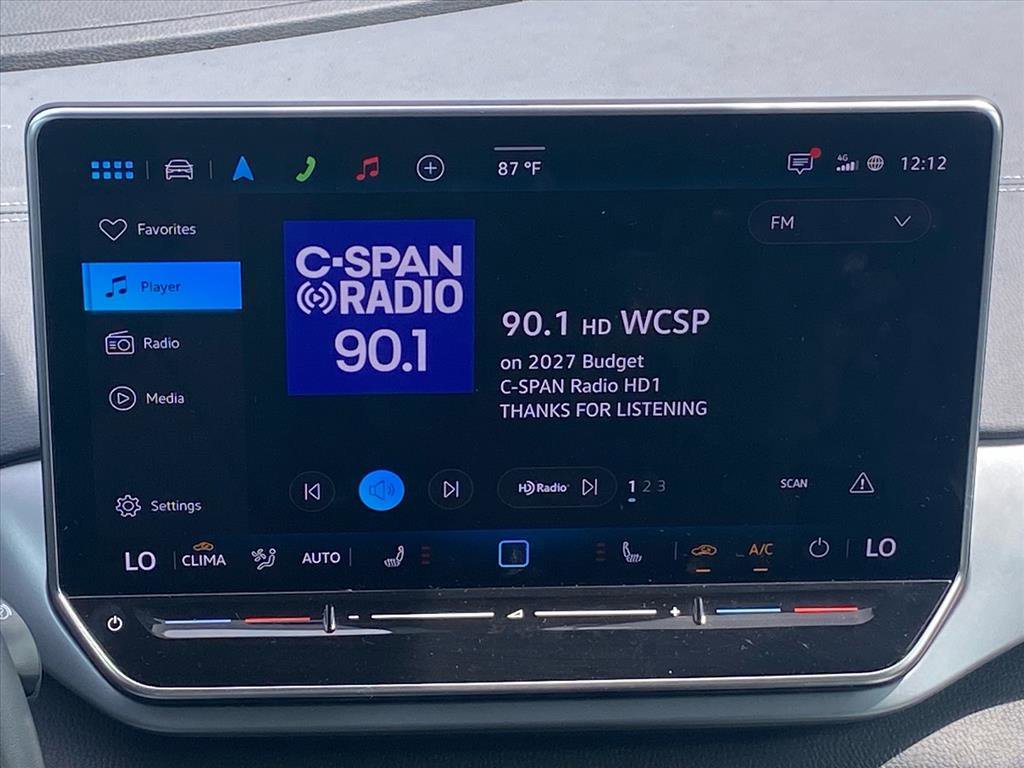 87 °F
4G
12:12
Favorites
FM
Player
C-SPAN
RADIO
90.1
90.1 HD WCSP
Radio
on 2027 Budget
C-SPAN Radio HD1
Media
THANKS FOR LISTENING
HD Radio
1 2 3
SCAN
Settings
LO
CLIMA
AUTO
A/C
LO
- +